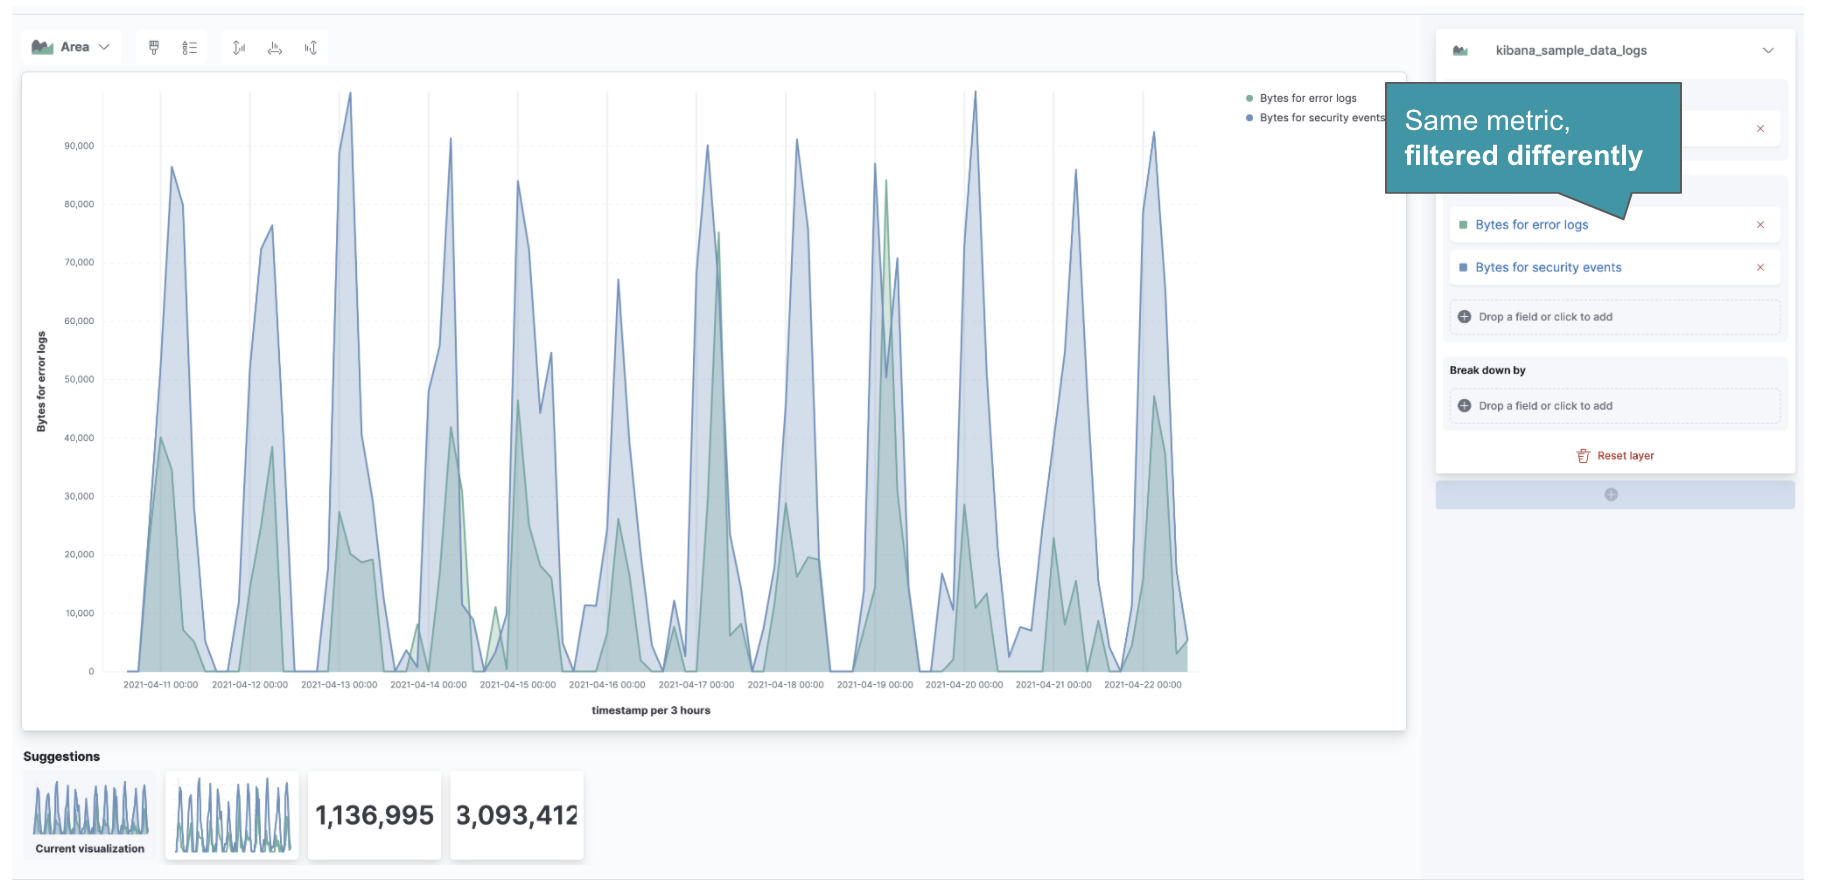 Area
kibana_sample_data_logs
Same metric,
filtered differently
Bytes for error logs
Bytes for security events
90,000
80,000
70,000
60,000
50,000
40,000
30,000
20,000
10,000
0
Bytes for error logs
2021-04-11 00:00
2021-04-12 00:00
2021-04-13 00:00
2021-04-14 00:00
2021-04-15 00:00
2021-04-16 00:00
2021-04-17 00:00
2021-04-18 00:00
2021-04-19 00:00
2021-04-20 00:00
2021-04-21 00:00
2021-04-22 00:00
timestamp per 3 hours
Bytes for error logs
Bytes for security events
Drop a field or click to add
Break down by
Drop a field or click to add
Reset layer
Suggestions
Current visualization
1,136,995
3,093,412